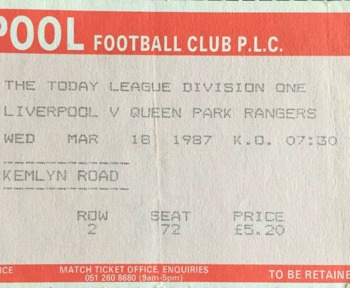 POOL FOOTBALL CLUB P.L.C.
THE TODAY LEAGUE DIVISION ONE
LIVERPOOL V QUEEN PARK RANGERS
WED MAR 18 1987 K.O. 07:30
KEMLYN ROAD
ROW SEAT PRICE
2 72 £5.20
ICE MATCH TICKET OFFICE, ENQUIRIES
051 260 8680 (9am-5pm) TO BE RETAINE